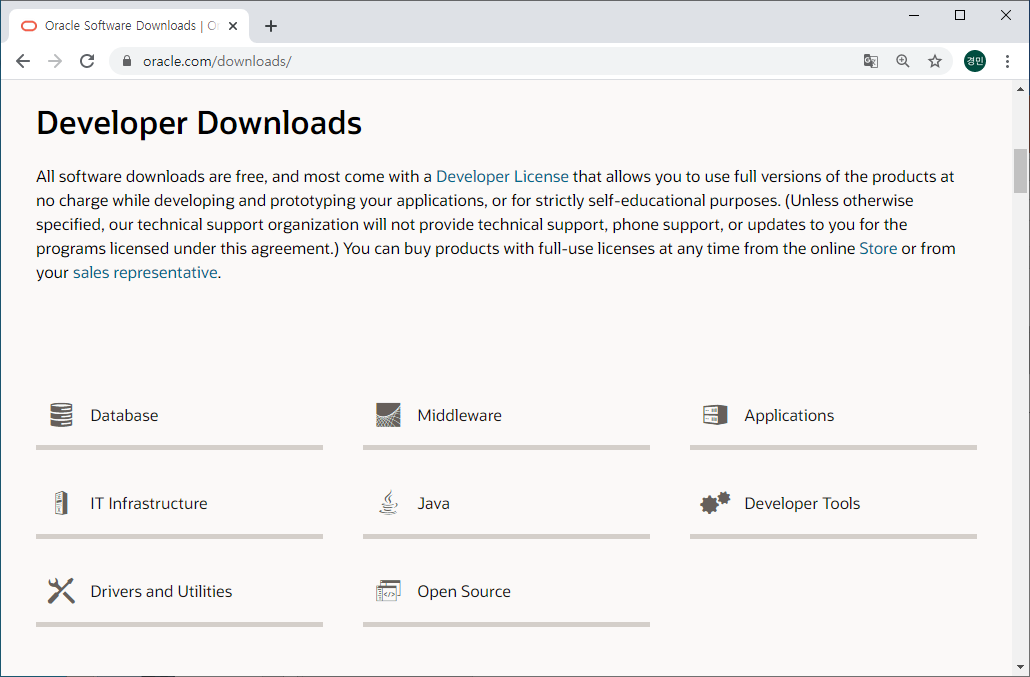 Oracle Software Downloads | Or
oracle.com/downloads/
경민
Developer Downloads
All software downloads are free, and most come with a Developer License that allows you to use full versions of the products at
no charge while developing and prototyping your applications, or for strictly self-educational purposes. (Unless otherwise
specified, our technical support organization will not provide technical support, phone support, or updates to you for the
programs licensed under this agreement.) You can buy products with full-use licenses at any time from the online Store or from
your sales representative.
Database
Middleware
Applications
IT Infrastructure
Java
Developer Tools
Drivers and Utilities
Open Source